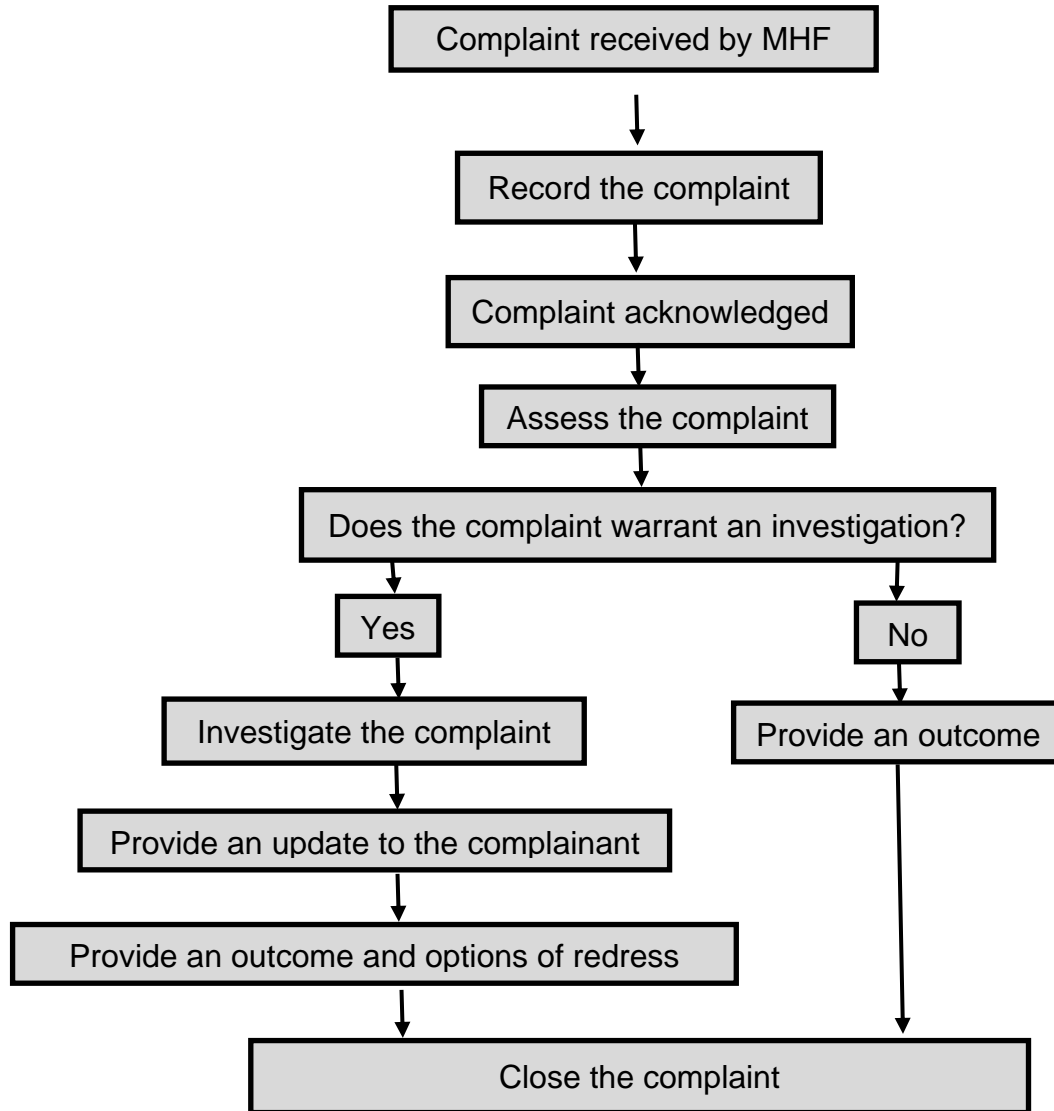 Complaint received by MHF
Record the complaint
Complaint acknowledged
Assess the complaint
Does the complaint warrant an investigation?
Yes
No
Investigate the complaint
Provide an outcome
Provide an update to the complainant
Provide an outcome and options of redress
Close the complaint